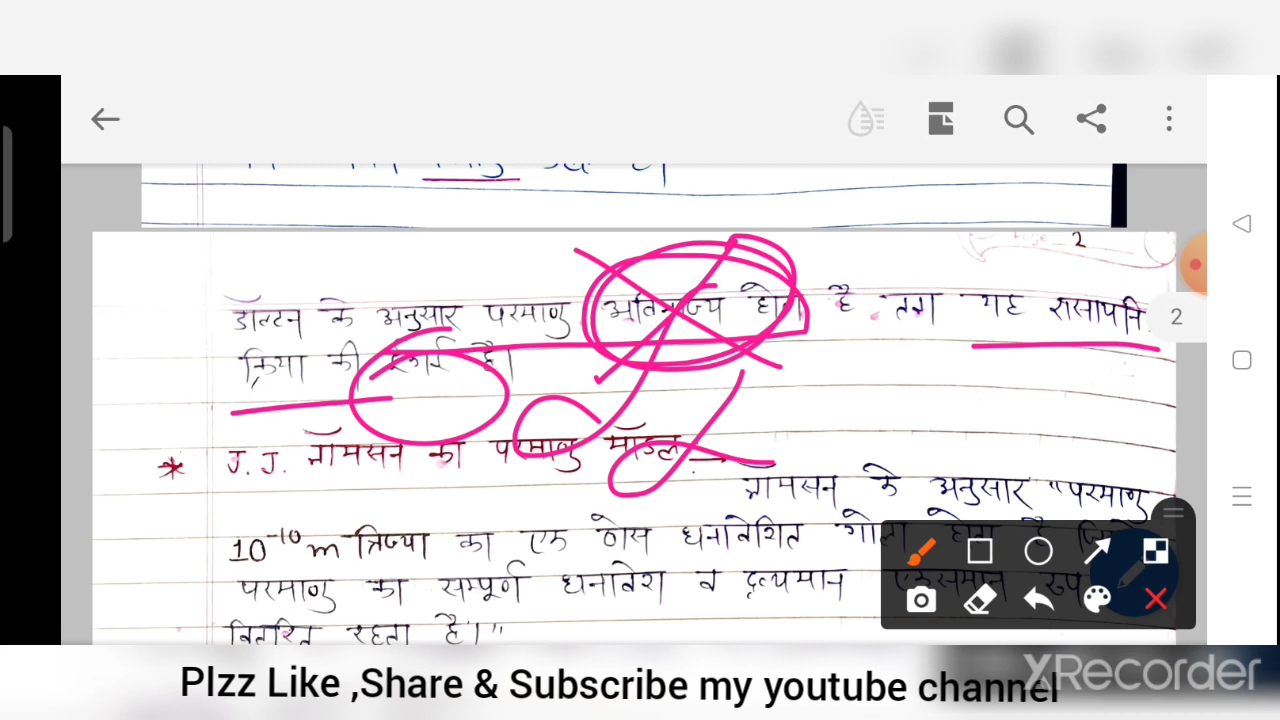 2
डॉल्टन के अनुसार परमाणु अविभाज्य होता है तथा यह रासायनि
2
क्रिया की इकाई है।
* J.J. थॉमसन का परमाणु मॉडल
थॉमसन के अनुसार "परमाणु
10⁻¹⁰ m त्रिज्या का एक ठोस धनावेशित गोला होता है
परमाणु का सम्पूर्ण धनावेश व द्रव्यमान एकसमान रूप
वितरित रहता है।"
Plzz Like ,Share & Subscribe my youtube channel
XRecorder